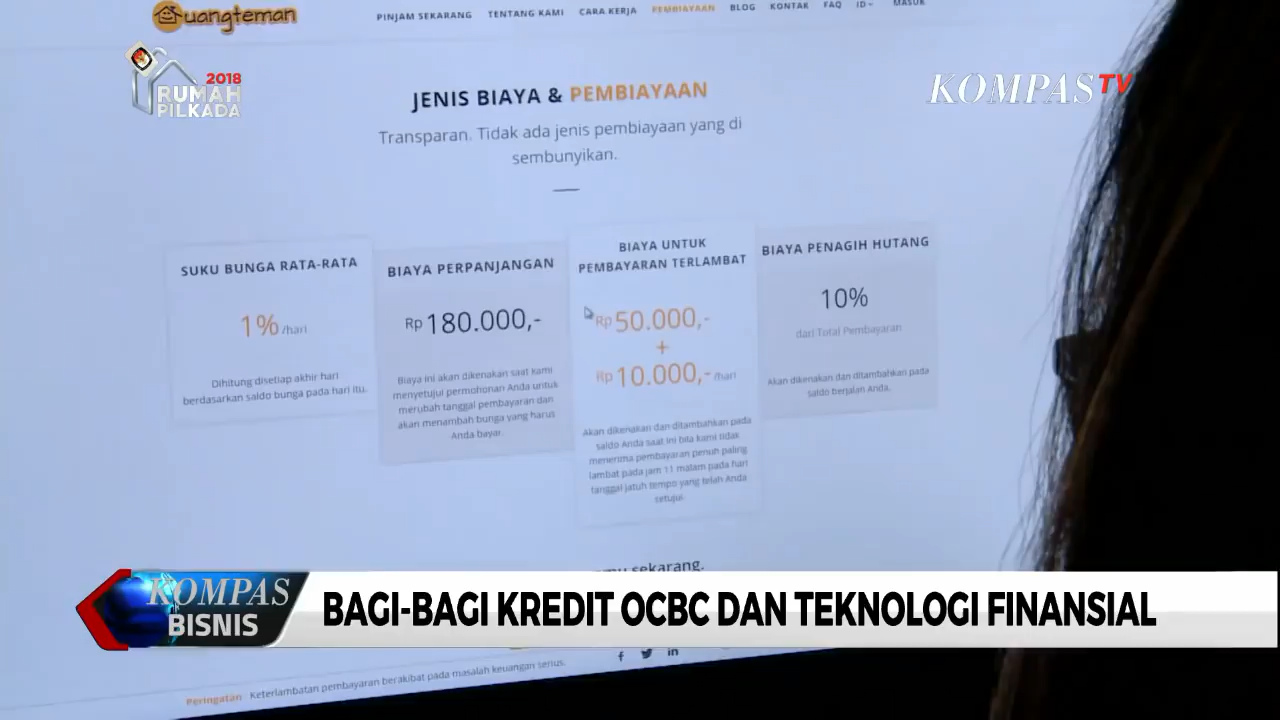 uangteman
PINJAM SEKARANG TENTANG KAMI CARA KERJA PEMBIAYAAN BLOG KONTAK FAQ ID MASUK
2018
RUMAH
PILKADA
KOMPAS TV
JENIS BIAYA & PEMBIAYAAN
Transparan. Tidak ada jenis pembiayaan yang di
sembunyikan.
SUKU BUNGA RATA-RATA
1% /hari
Dihitung disetiap akhir hari
berdasarkan saldo bunga pada hari itu.
BIAYA PERPANJANGAN
Rp 180.000,-
Biaya ini akan dikenakan saat kami
menyetujui permohonan Anda untuk
merubah tanggal pembayaran dan
akan menambah bunga yang harus
Anda bayar.
BIAYA UNTUK
PEMBAYARAN TERLAMBAT
Rp 50.000,-
+
Rp 10.000,- /hari
Akan dikenakan dan ditambahkan pada
saldo Anda saat ini bila kami tidak
menerima pembayaran penuh paling
lambat pada jam 11 malam pada hari
tanggal jatuh tempo yang telah Anda
setujui.
BIAYA PENAGIH HUTANG
10%
dari Total Pembayaran
Akan dikenakan dan ditambahkan pada
saldo berjalan Anda.
sekarang.
KOMPAS
BISNIS
BAGI-BAGI KREDIT OCBC DAN TEKNOLOGI FINANSIAL
Peringatan Keterlambatan pembayaran berakibat pada masalah keuangan serius.